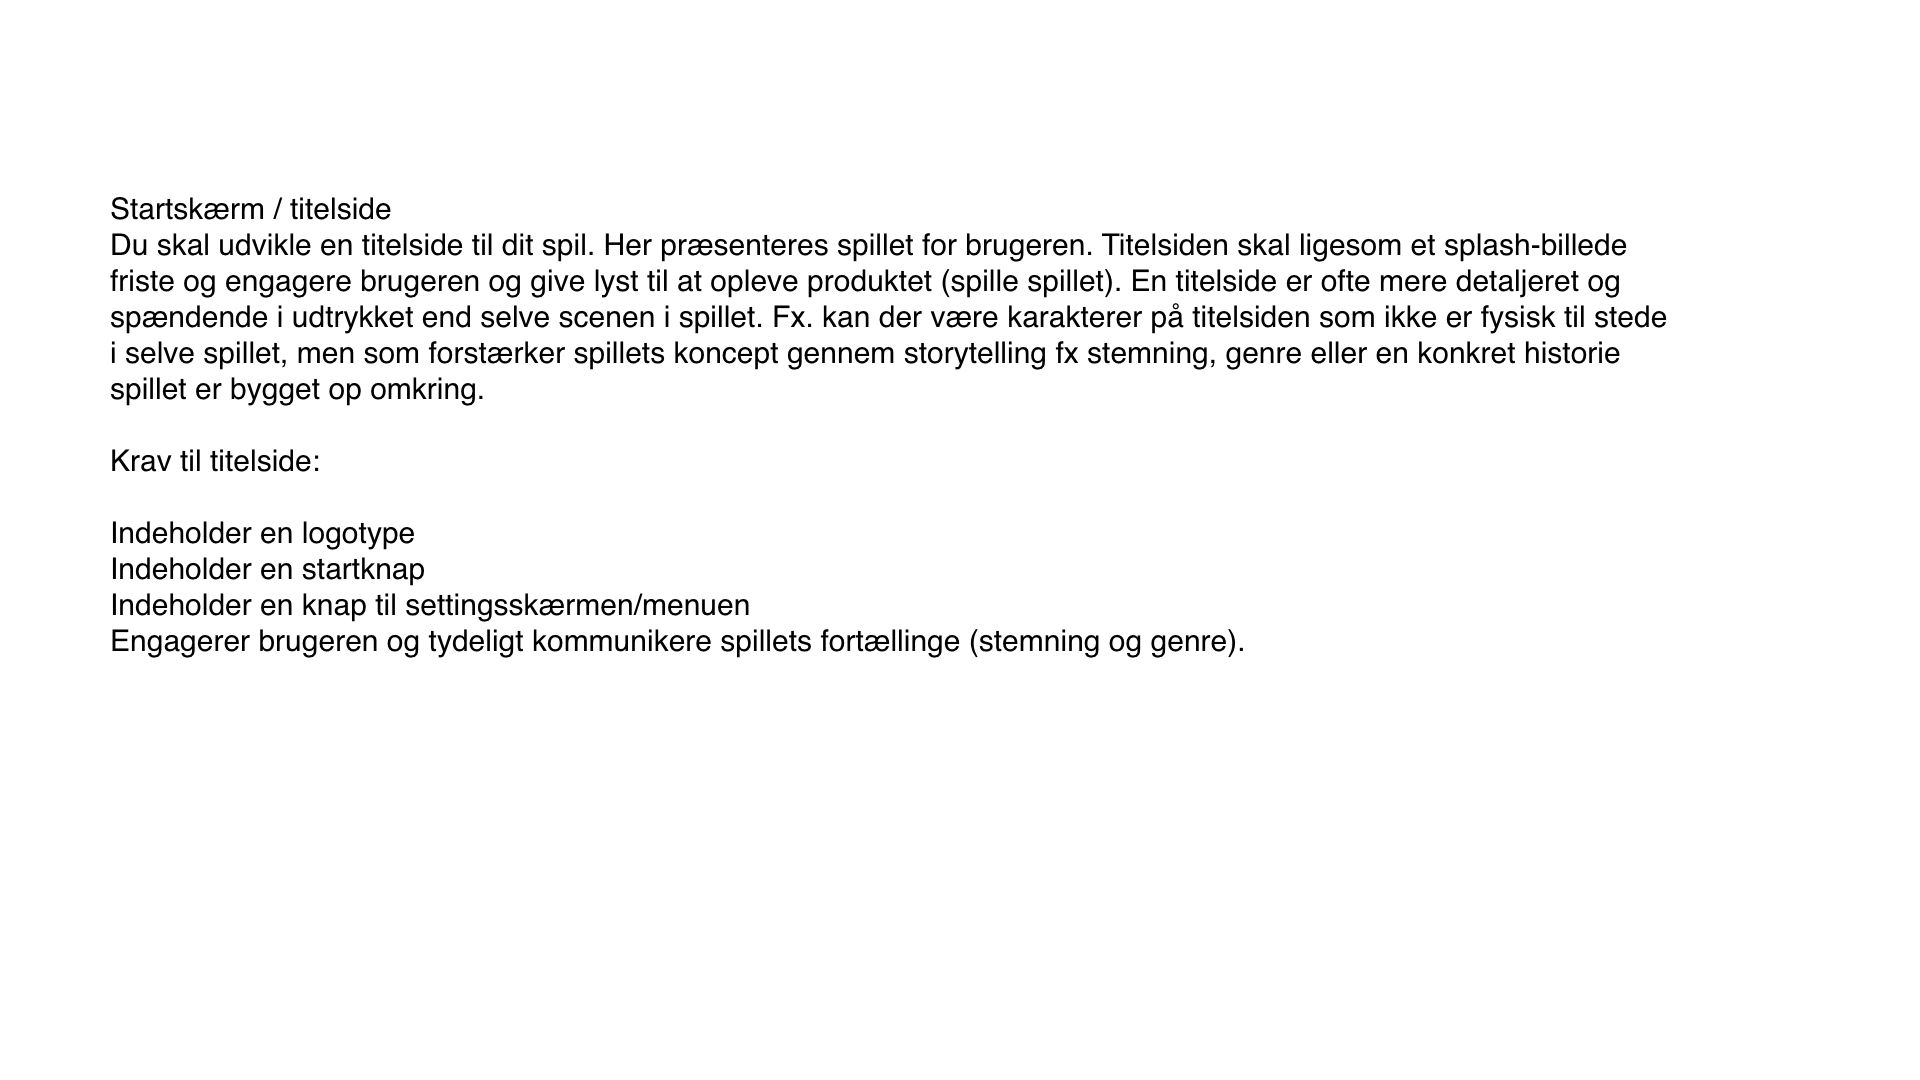 Startskærm / titelside
Du skal udvikle en titelside til dit spil. Her præsenteres spillet for brugeren. Titelsiden skal ligesom et splash-billede
friste og engagere brugeren og give lyst til at opleve produktet (spille spillet). En titelside er ofte mere detaljeret og
spændende i udtrykket end selve scenen i spillet. Fx. kan der være karakterer på titelsiden som ikke er fysisk til stede
i selve spillet, men som forstærker spillets koncept gennem storytelling fx stemning, genre eller en konkret historie
spillet er bygget op omkring.
Krav til titelside:
Indeholder en logotype
Indeholder en startknap
Indeholder en knap til settingsskærmen/menuen
Engagerer brugeren og tydeligt kommunikere spillets fortællinge (stemning og genre).